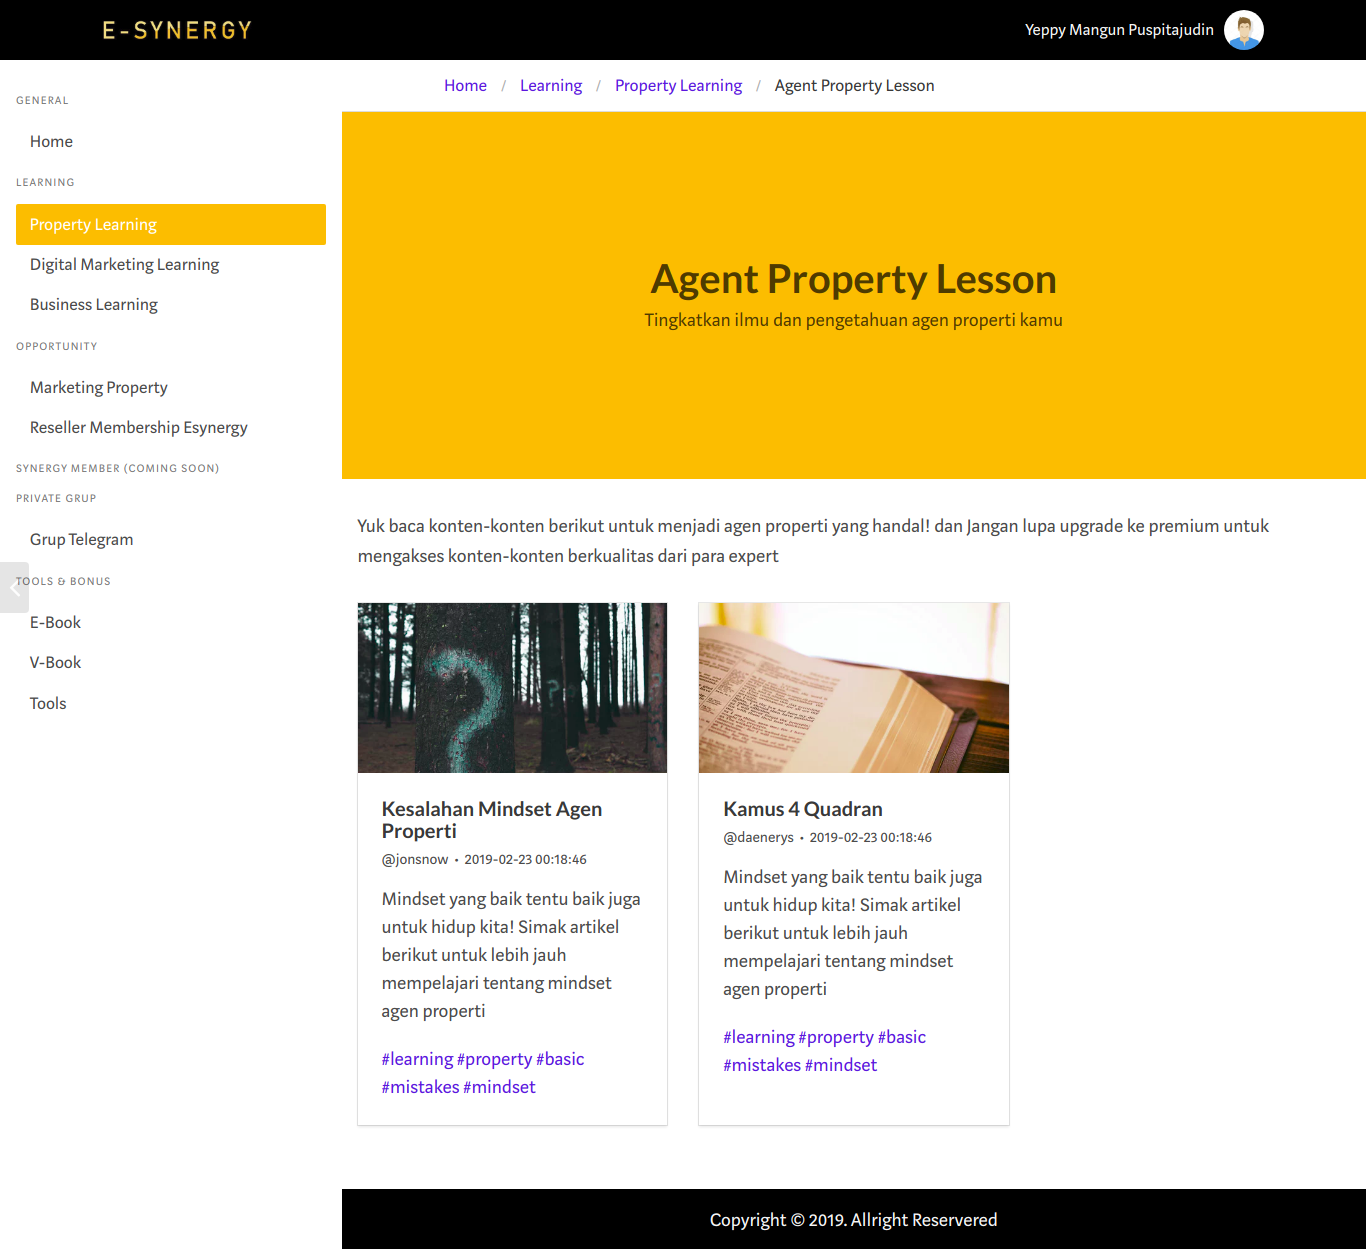 E-SYNERGY
Yeppy Mangun Puspitajudin
Home / Learning / Property Learning / Agent Property Lesson
GENERAL
Home
LEARNING
Property Learning
Digital Marketing Learning
Business Learning
OPPORTUNITY
Marketing Property
Reseller Membership Esynergy
SYNERGY MEMBER (COMING SOON)
PRIVATE GRUP
Grup Telegram
TOOLS & BONUS
E-Book
V-Book
Tools
Agent Property Lesson
Tingkatkan ilmu dan pengetahuan agen properti kamu
Yuk baca konten-konten berikut untuk menjadi agen properti yang handal! dan Jangan lupa upgrade ke premium untuk
mengakses konten-konten berkualitas dari para expert
Kesalahan Mindset Agen
Properti
@jonsnow • 2019-02-23 00:18:46
Mindset yang baik tentu baik juga
untuk hidup kita! Simak artikel
berikut untuk lebih jauh
mempelajari tentang mindset
agen properti
#learning #property #basic
#mistakes #mindset
Kamus 4 Quadran
@daenerys • 2019-02-23 00:18:46
Mindset yang baik tentu baik juga
untuk hidup kita! Simak artikel
berikut untuk lebih jauh
mempelajari tentang mindset
agen properti
#learning #property #basic
#mistakes #mindset
Copyright © 2019. Allright Reservered